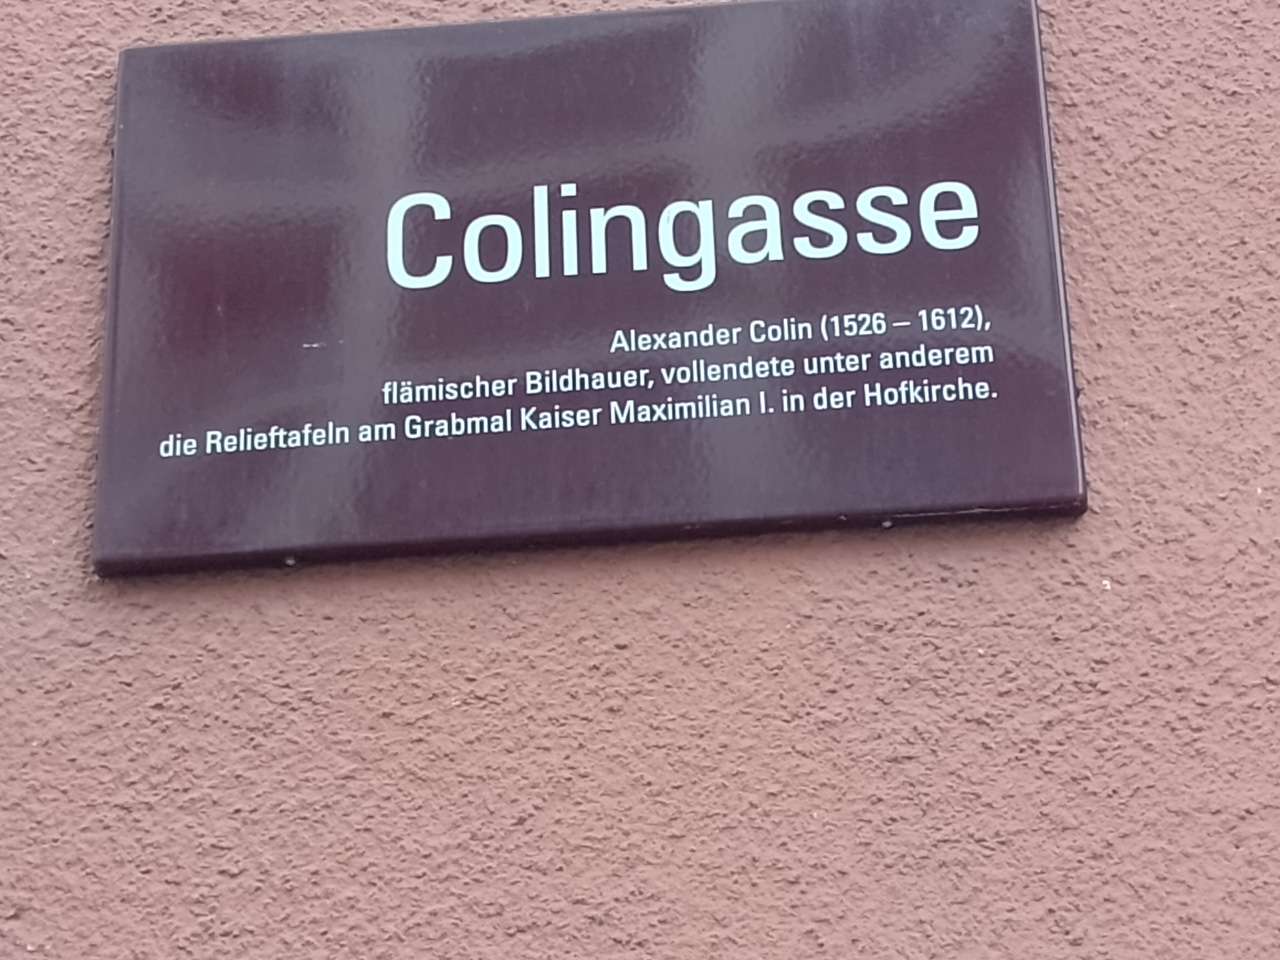 Colingasse
Alexander Colin (1526 – 1612),
flämischer Bildhauer, vollendete unter anderem
die Relieftafeln am Grabmal Kaiser Maximilian I. in der Hofkirche.